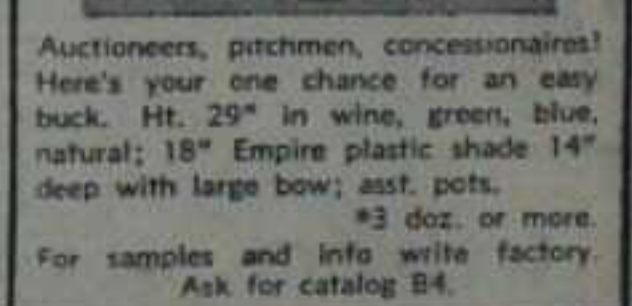 Auctioneers, pitchmen, concessionaires!
Here's your one chance for an easy
buck. Ht. 29" in wine, green, blue,
natural; 18" Empire plastic shade 14"
deep with large bow; asst. pots.
*3 doz. or more.
For samples and info write factory.
Ask for catalog B4.